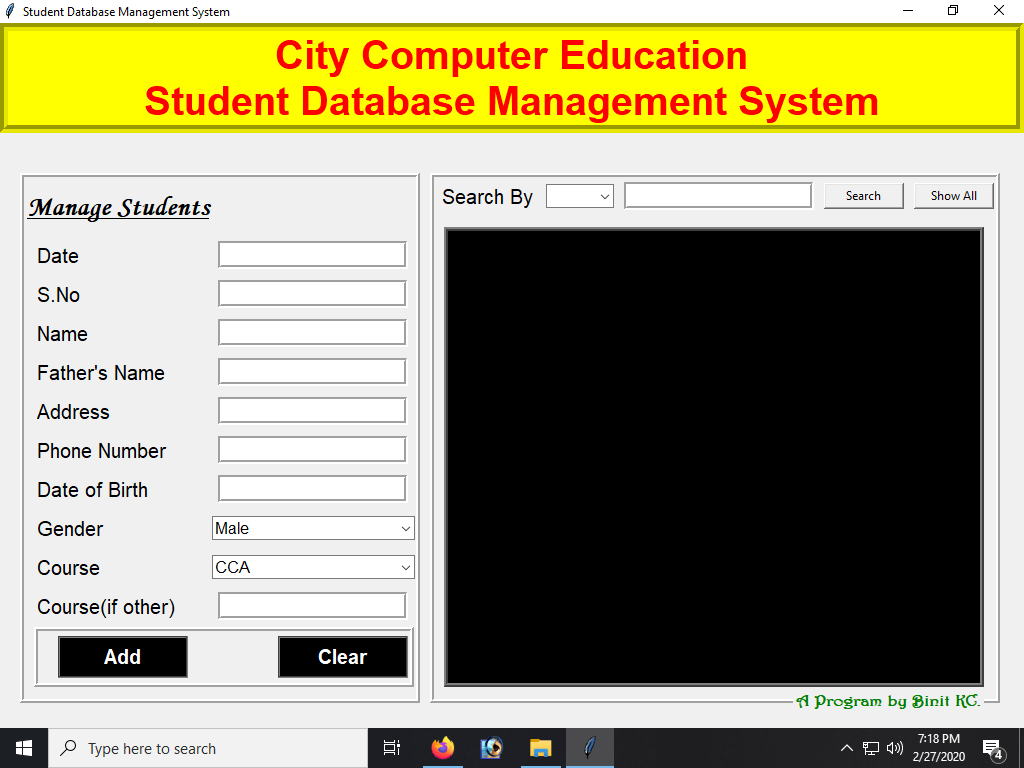 Student Database Management System
City Computer Education
Student Database Management System
Manage Students
Date
S.No
Name
Father's Name
Address
Phone Number
Date of Birth
Gender Male
Course CCA
Course(if other)
Add Clear
Search By Search Show All
A Program by Binit KC.
Type here to search
7:18 PM
2/27/2020
4